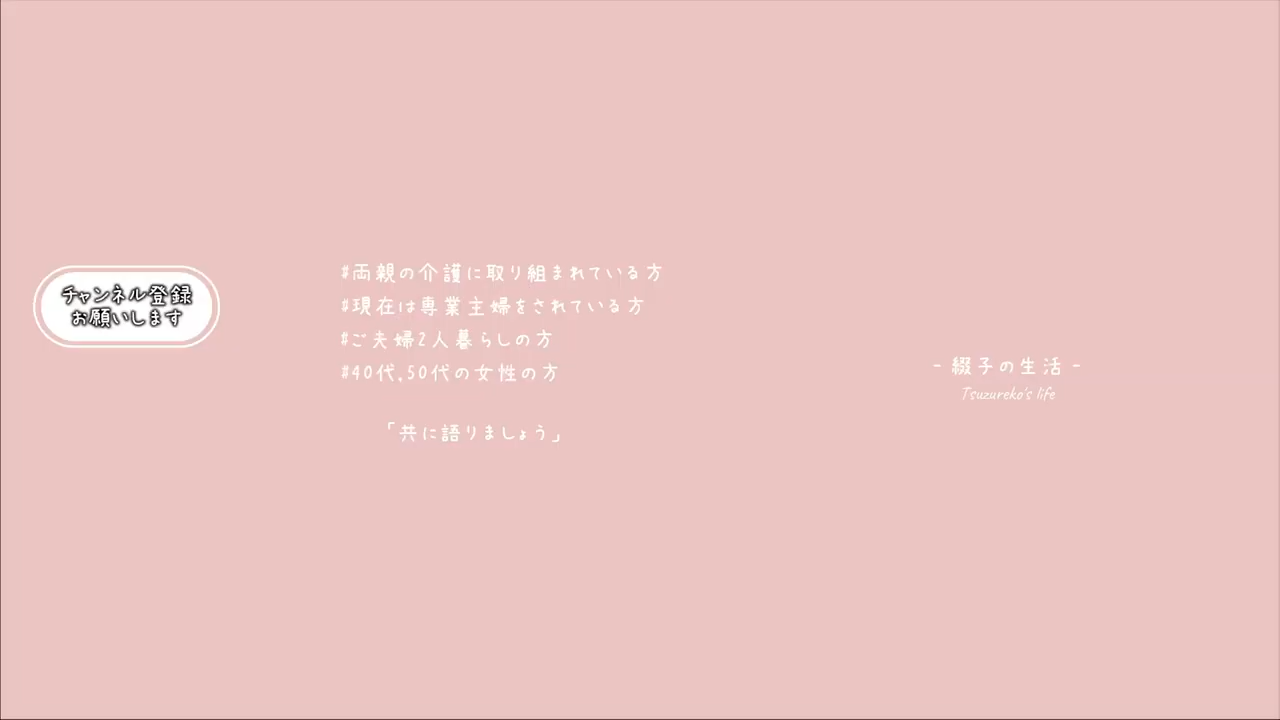 チャンネル登録
お願いします
#両親の介護に取り組まれている方
#現在は専業主婦をされている方
#ご夫婦2人暮らしの方
#40代,50代の女性の方
「共に語りましょう」
- 綴子の生活 -
Tsuzureko's life